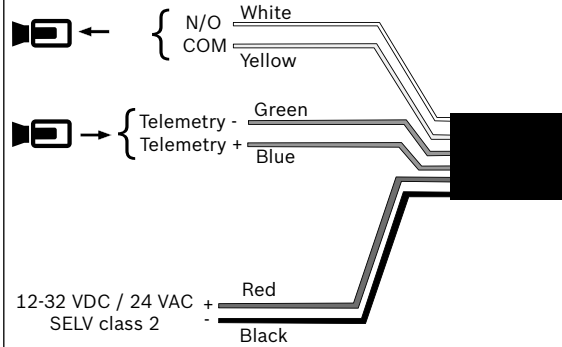 White
N/O
COM
Yellow
Green
Telemetry -
Telemetry +
Blue
Red
12-32 VDC / 24 VAC +
SELV class 2 -
Black